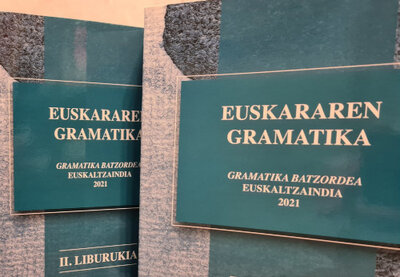 EUSKARAREN
GRAMATIKA
GRAMATIKA BATZORDEA
EUSKALTZAINDIA
2021
II. LIBURUKIA
EUSKARAREN
GRAMATIKA
GRAMATIKA BATZORDEA
EUSKALTZAINDIA
2021